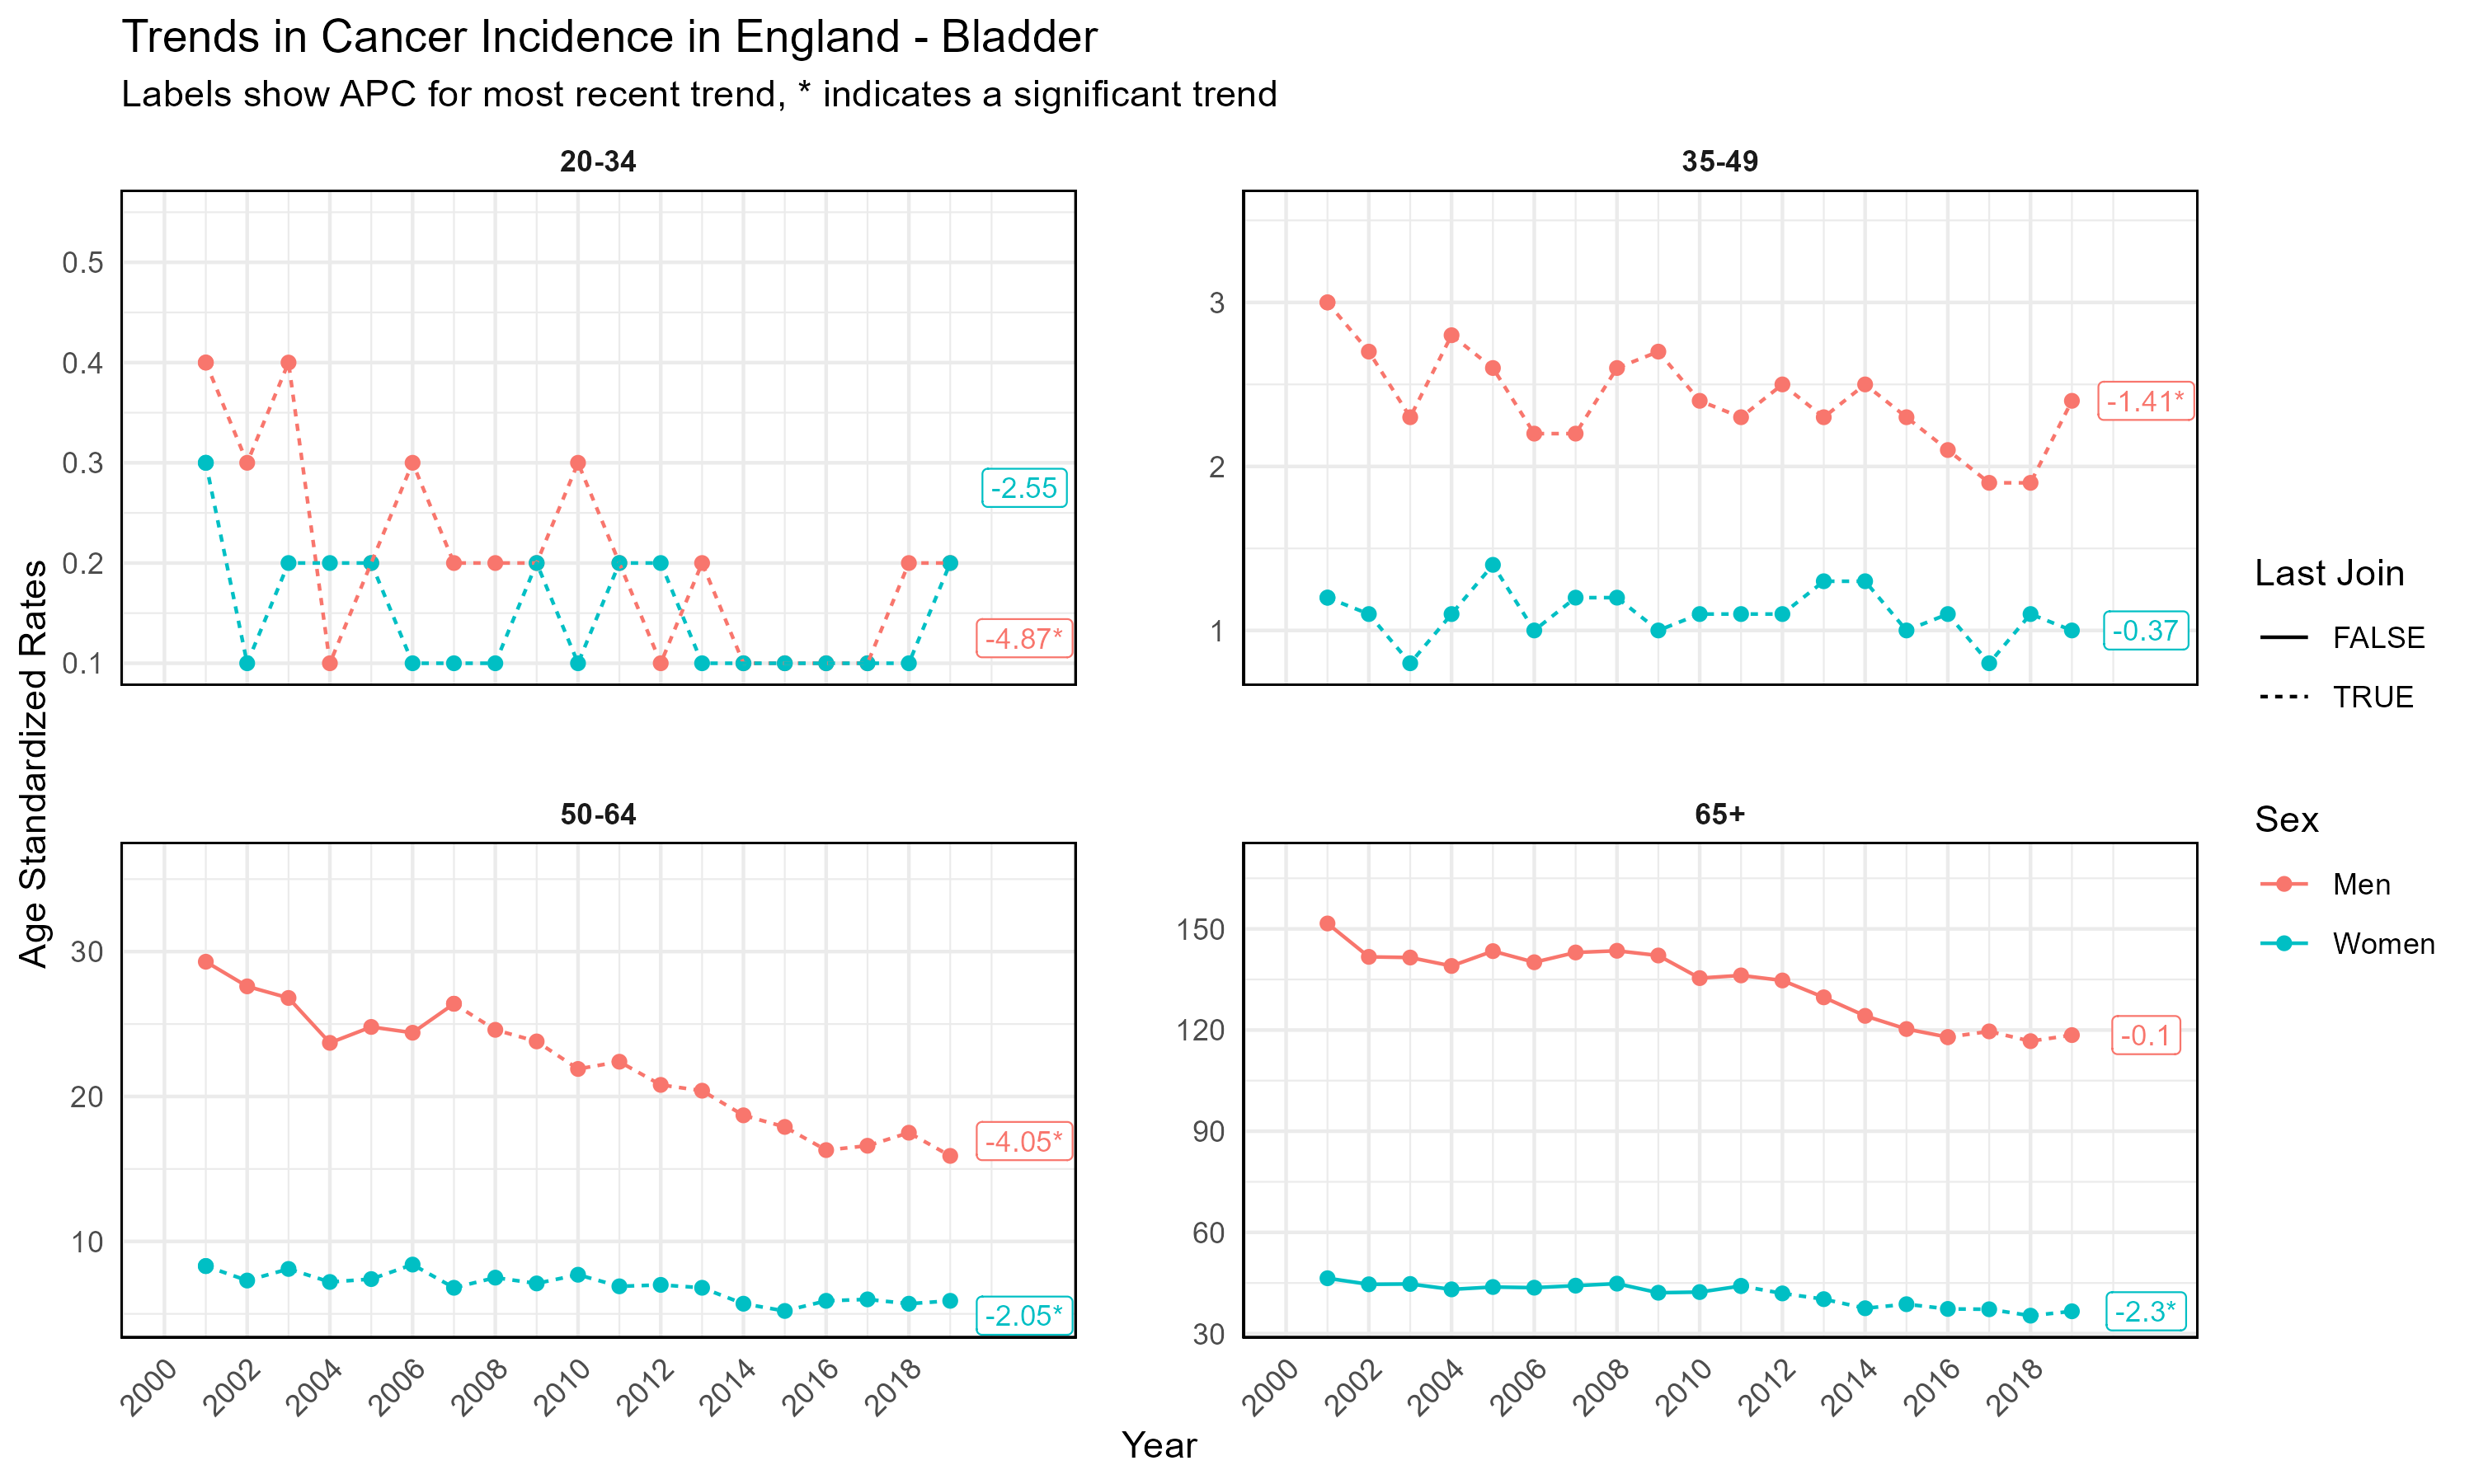 Trends in Cancer Incidence in England - Bladder
Labels show APC for most recent trend, * indicates a significant trend
Age Standardized Rates
20-34
0.5
0.4
0.3
0.2
0.1
-2.55
-4.87*
35-49
3
2
1
-1.41*
-0.37
50-64
30
20
10
-4.05*
-2.05*
2000 2002 2004 2006 2008 2010 2012 2014 2016 2018
65+
150
120
90
60
30
-0.1
-2.3*
2000 2002 2004 2006 2008 2010 2012 2014 2016 2018
Year
Last Join
FALSE
TRUE
Sex
Men
Women